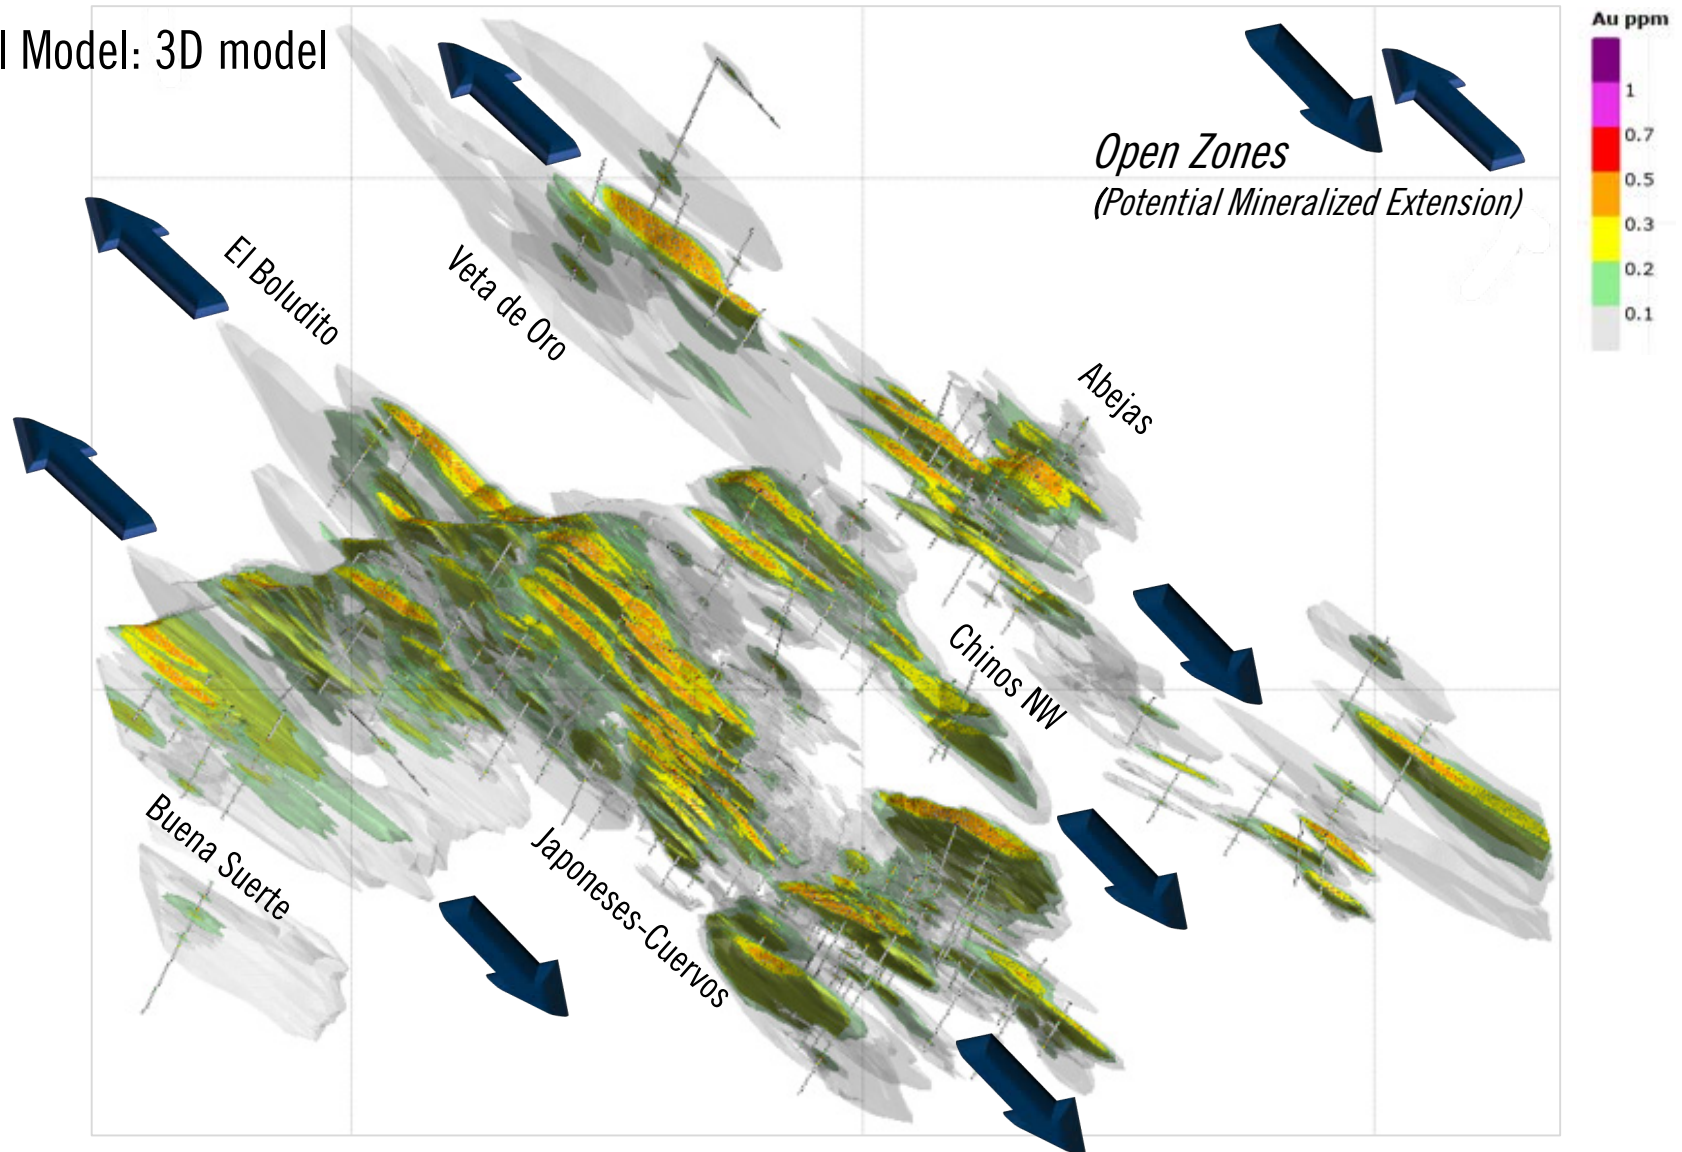 l Model: 3D model
Au ppm
1
0.7
0.5
0.3
0.2
0.1
Open Zones
(Potential Mineralized Extension)
El Boludito
Veta de Oro
Abejas
Chinos NW
Buena Suerte
Japoneses-Cuervos